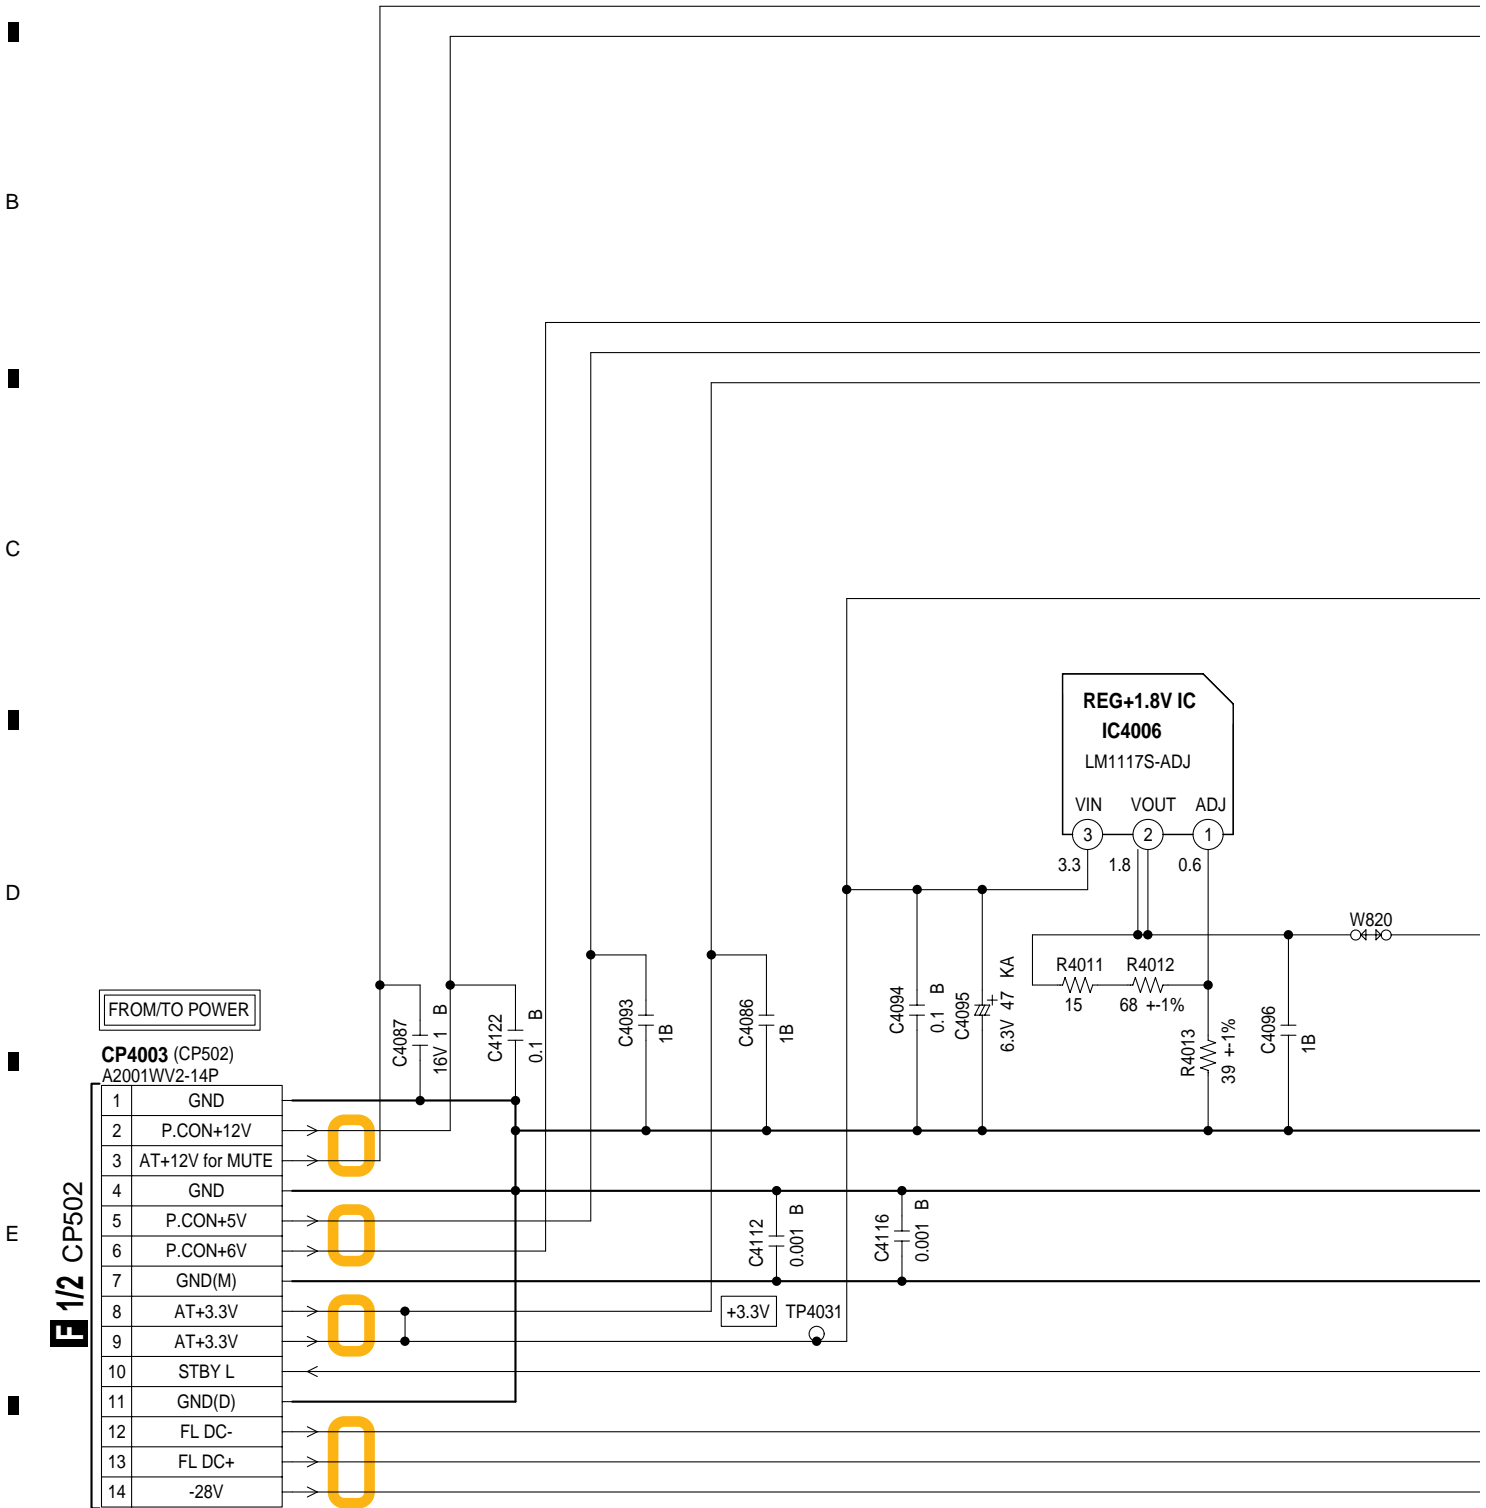 B
C
REG+1.8V IC
IC4006
LM1117S-ADJ
VIN VOUT ADJ
3 2 1
3.3 1.8 0.6
D
W820
R4011 R4012
15 68 +-1%
R4013
39 +-1%
C4096
1B
C4087
16V 1 B
C4122
0.1 B
C4093
1B
C4086
1B
C4094
0.1 B
C4095
6.3V 47 KA
+
FROM/TO POWER
CP4003 (CP502)
A2001WV2-14P
1 GND
2 P.CON+12V
3 AT+12V for MUTE
4 GND
5 P.CON+5V
6 P.CON+6V
7 GND(M)
8 AT+3.3V
9 AT+3.3V
10 STBY L
11 GND(D)
12 FL DC-
13 FL DC+
14 -28V
E
F 1/2 CP502
C4112
0.001 B
C4116
0.001 B
+3.3V TP4031